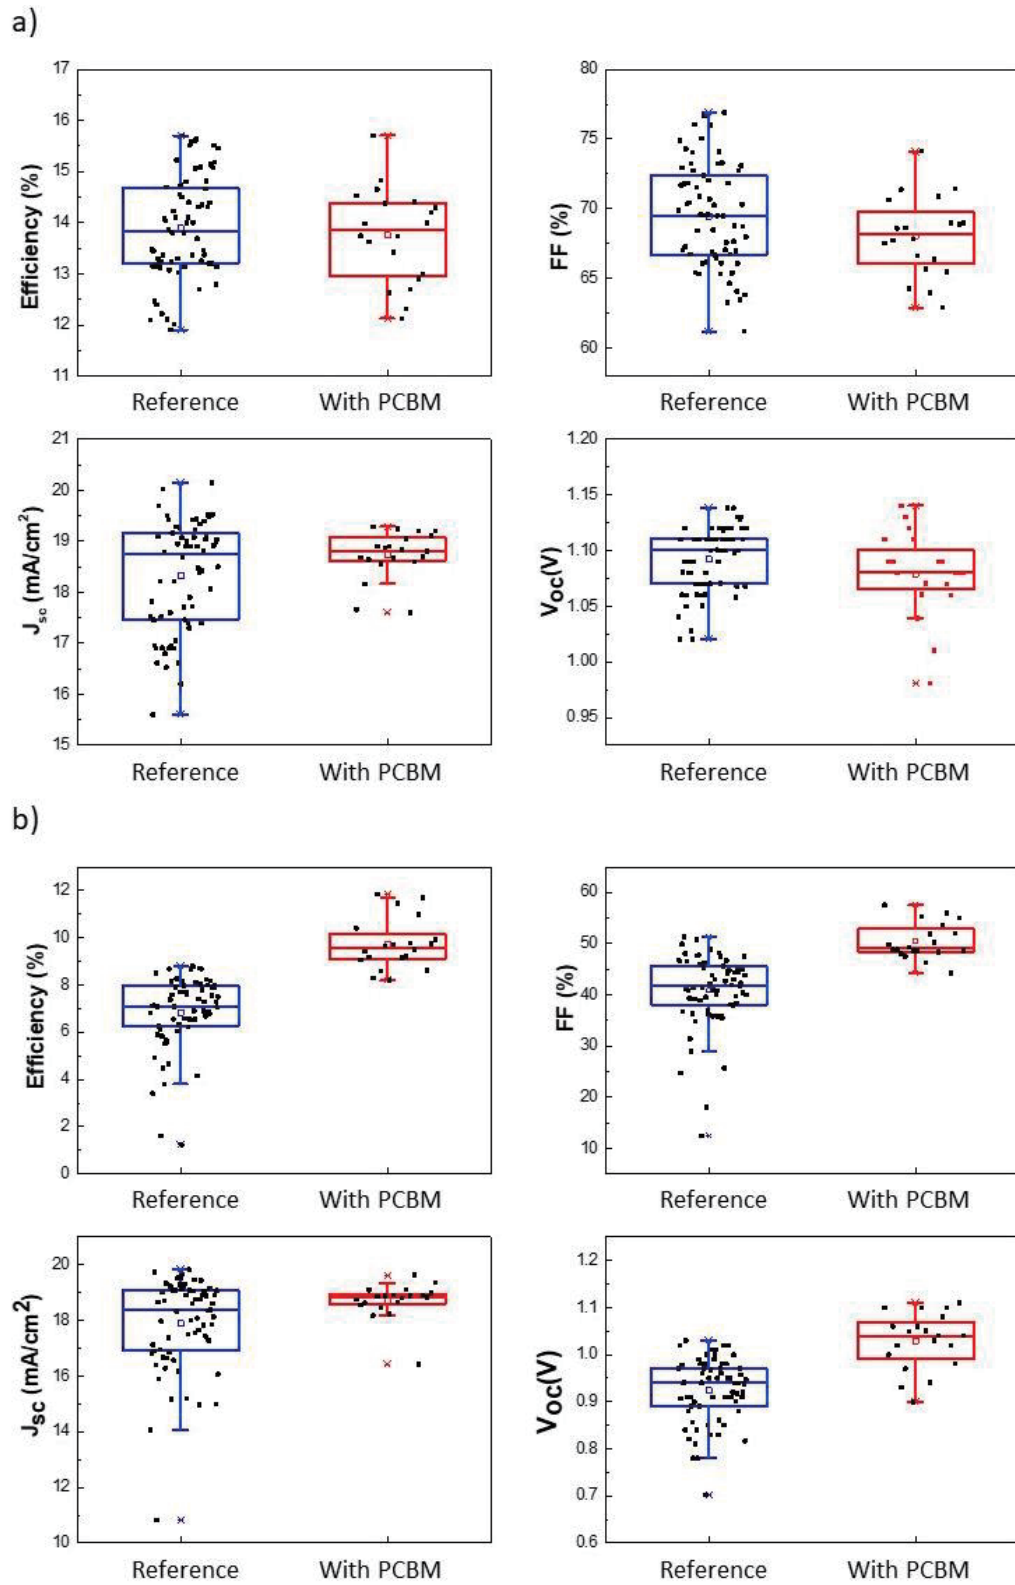 a)
17
16
15
14
13
12
11
Efficiency (%)
Reference
With PCBM
80
75
70
65
60
FF (%)
Reference
With PCBM
21
20
19
18
17
16
15
Jsc (mA/cm²)
Reference
With PCBM
1.20
1.15
1.10
1.05
1.00
0.95
VOC(V)
Reference
With PCBM
b)
12
10
8
6
4
2
0
Efficiency (%)
Reference
With PCBM
60
50
40
30
20
10
FF (%)
Reference
With PCBM
20
18
16
14
12
10
JSC (mA/cm²)
Reference
With PCBM
1.2
1.1
1.0
0.9
0.8
0.7
0.6
VOC(V)
Reference
With PCBM